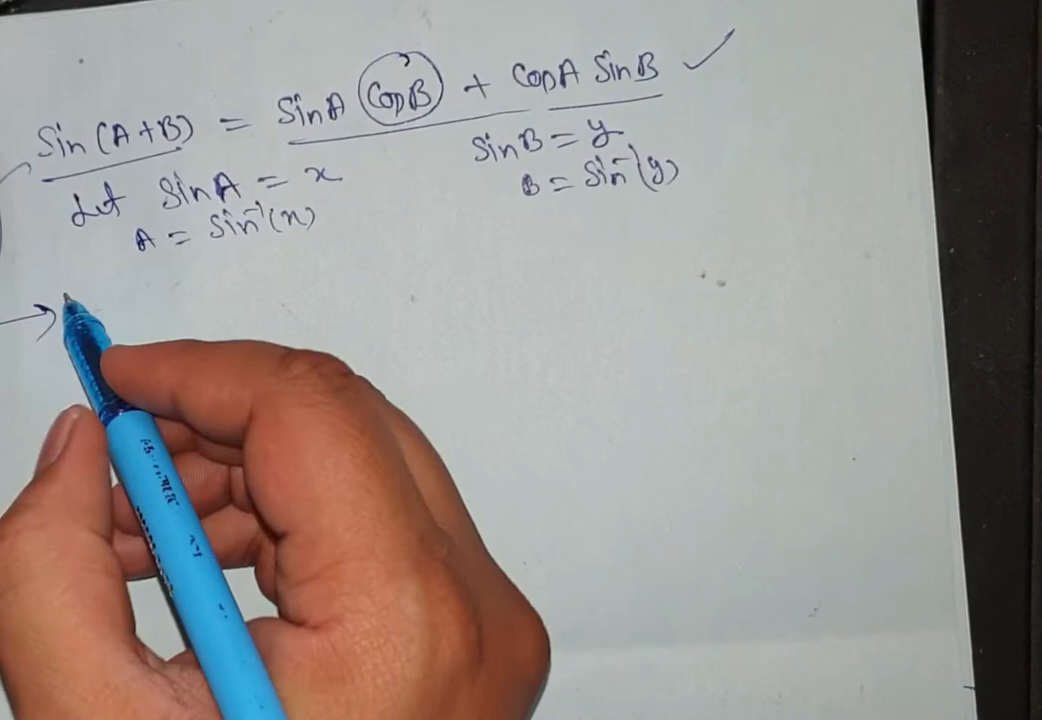 Sin (A+B) = SinA CosB + CosA SinB ✓
Let SinA = x
A = Sin⁻¹(x)
SinB = y
B = Sin⁻¹(y)